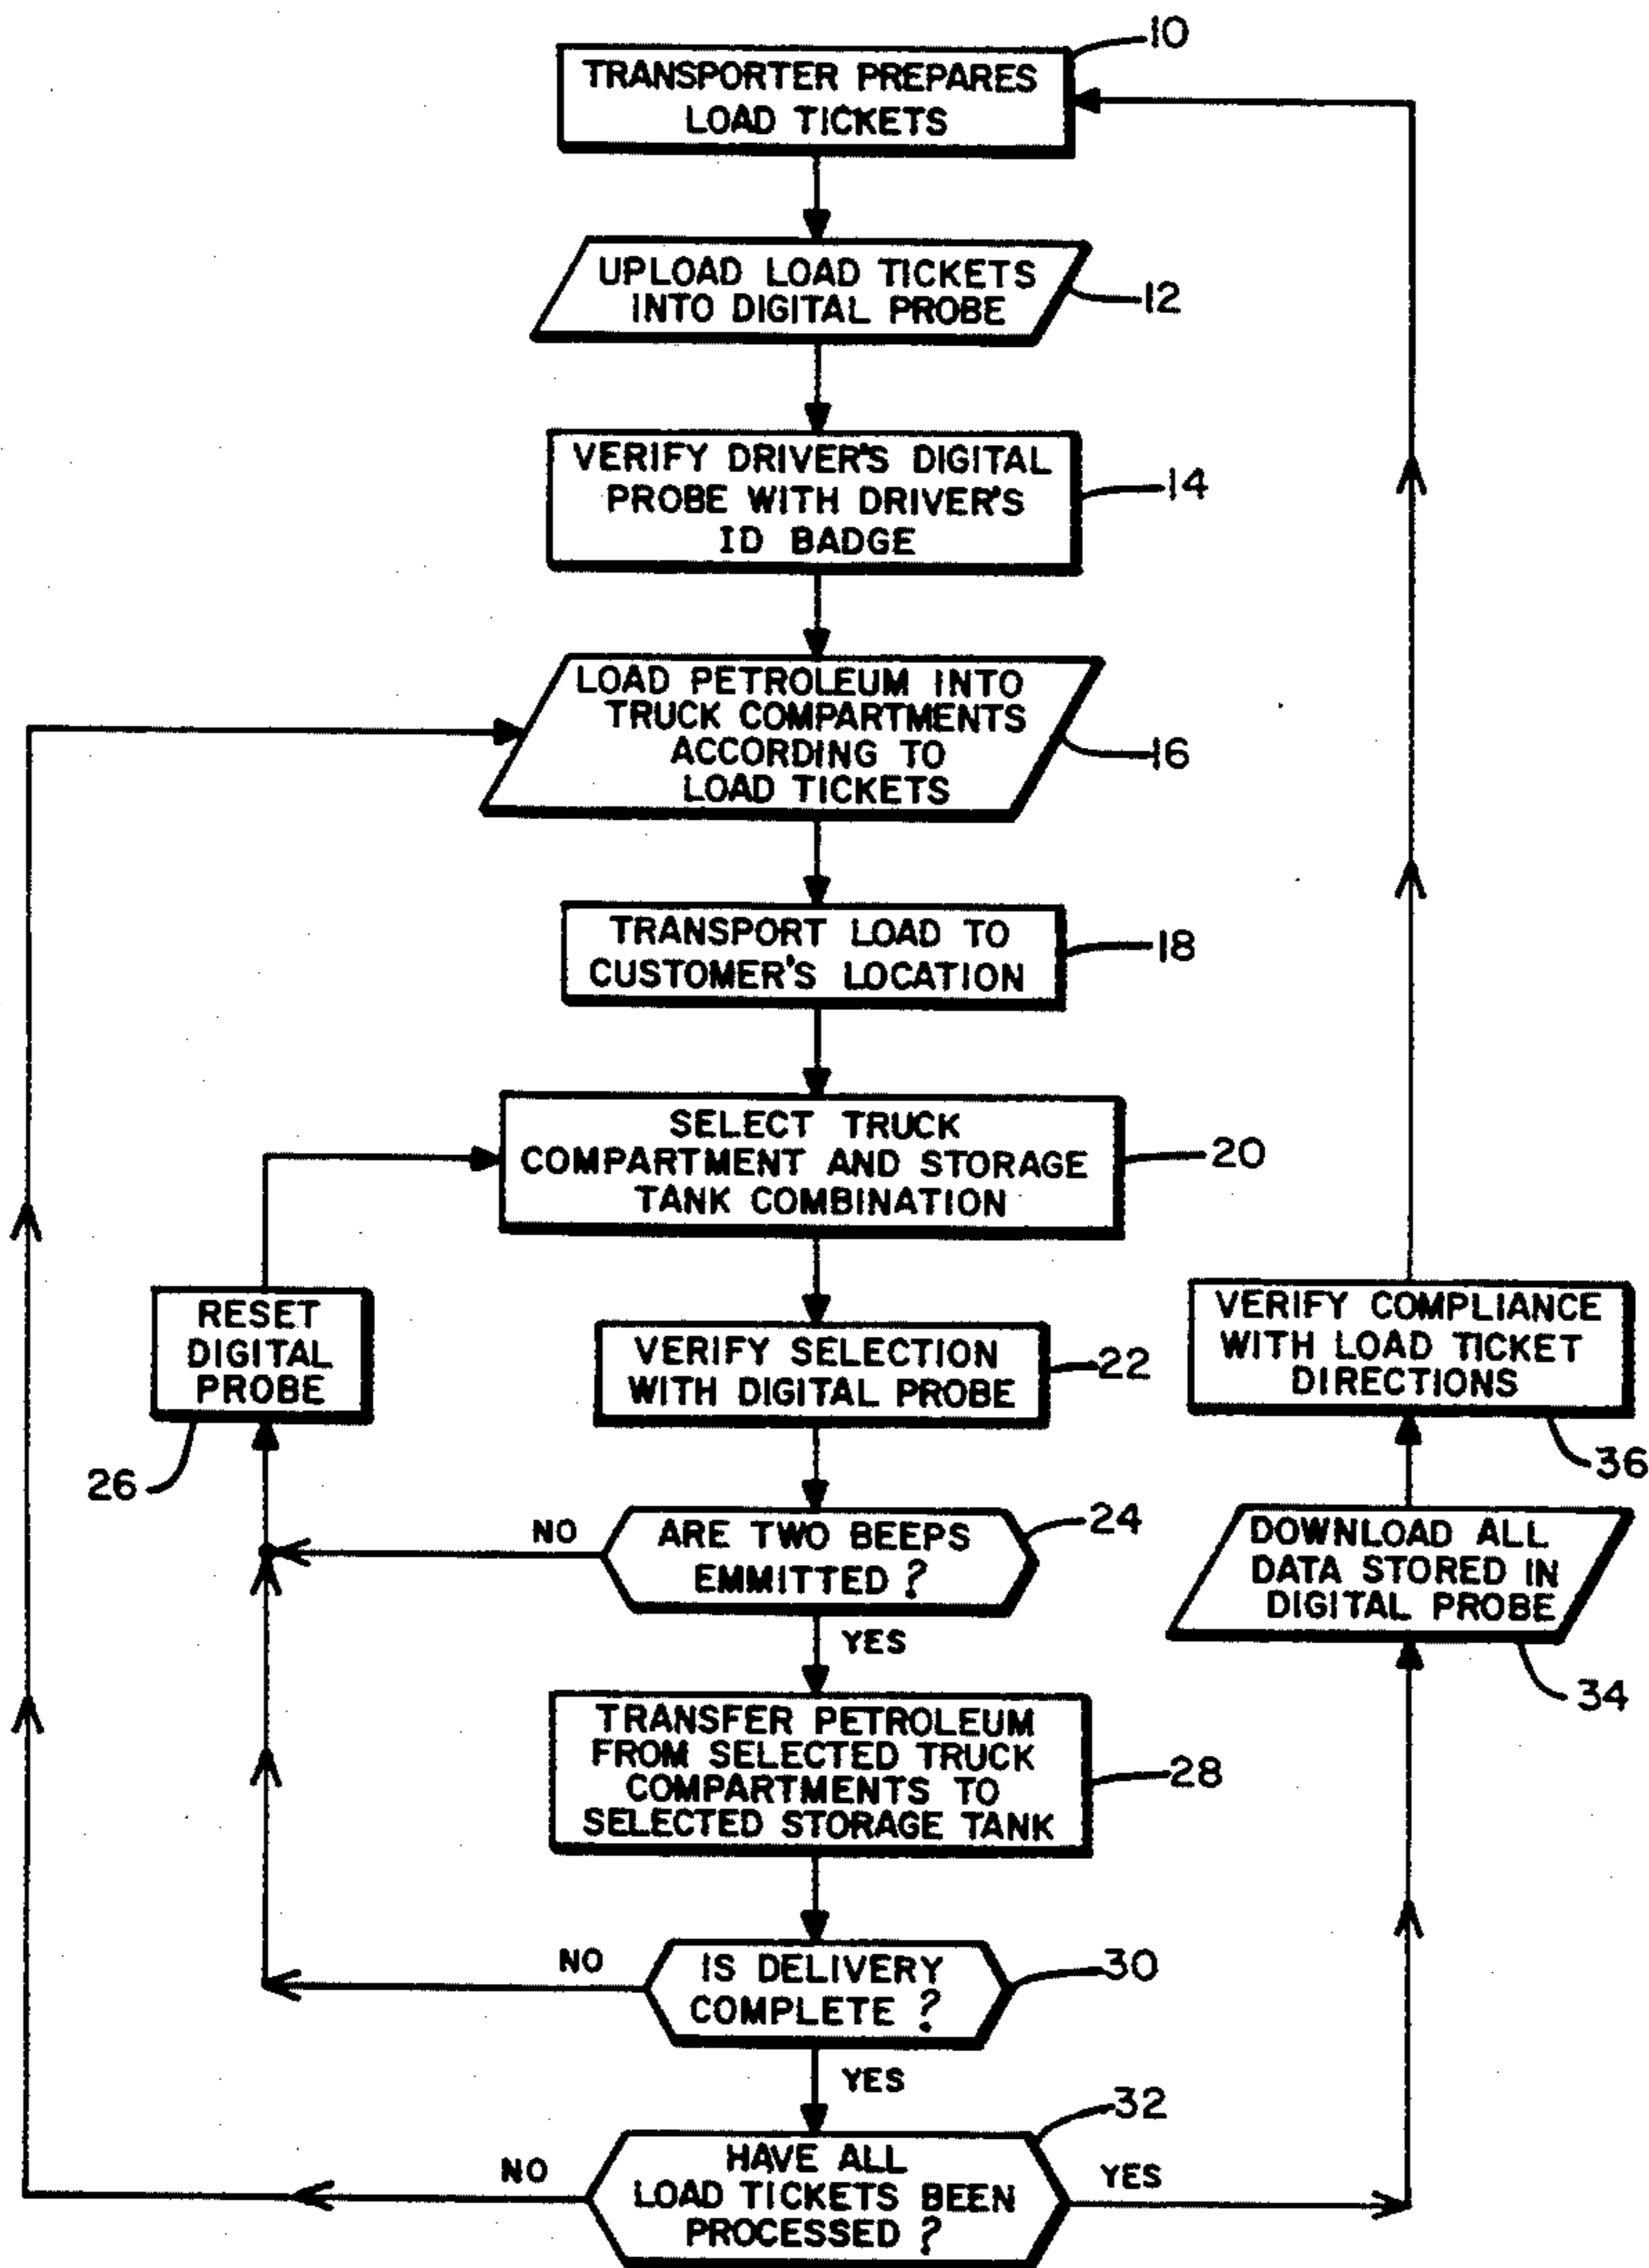 10
TRANSPORTER PREPARES
LOAD TICKETS
UPLOAD LOAD TICKETS
INTO DIGITAL PROBE
12
VERIFY DRIVER'S DIGITAL
PROBE WITH DRIVER'S
ID BADGE
14
LOAD PETROLEUM INTO
TRUCK COMPARTMENTS
ACCORDING TO
LOAD TICKETS
16
TRANSPORT LOAD TO
CUSTOMER'S LOCATION
18
SELECT TRUCK
COMPARTMENT AND STORAGE
TANK COMBINATION
20
RESET
DIGITAL
PROBE
26
VERIFY SELECTION
WITH DIGITAL PROBE
22
VERIFY COMPLIANCE
WITH LOAD TICKET
DIRECTIONS
36
NO
ARE TWO BEEPS
EMMITTED ?
24
YES
DOWNLOAD ALL
DATA STORED IN
DIGITAL PROBE
34
TRANSFER PETROLEUM
FROM SELECTED TRUCK
COMPARTMENTS TO
SELECTED STORAGE TANK
28
NO
IS DELIVERY
COMPLETE ?
30
YES
32
NO
HAVE ALL
LOAD TICKETS BEEN
PROCESSED ?
YES